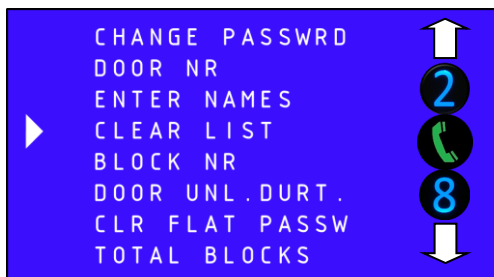 CHANGE PASSWRD
DOOR NR
ENTER NAMES
CLEAR LIST
BLOCK NR
DOOR UNL.DURT.
CLR FLAT PASSW
TOTAL BLOCKS
2
8